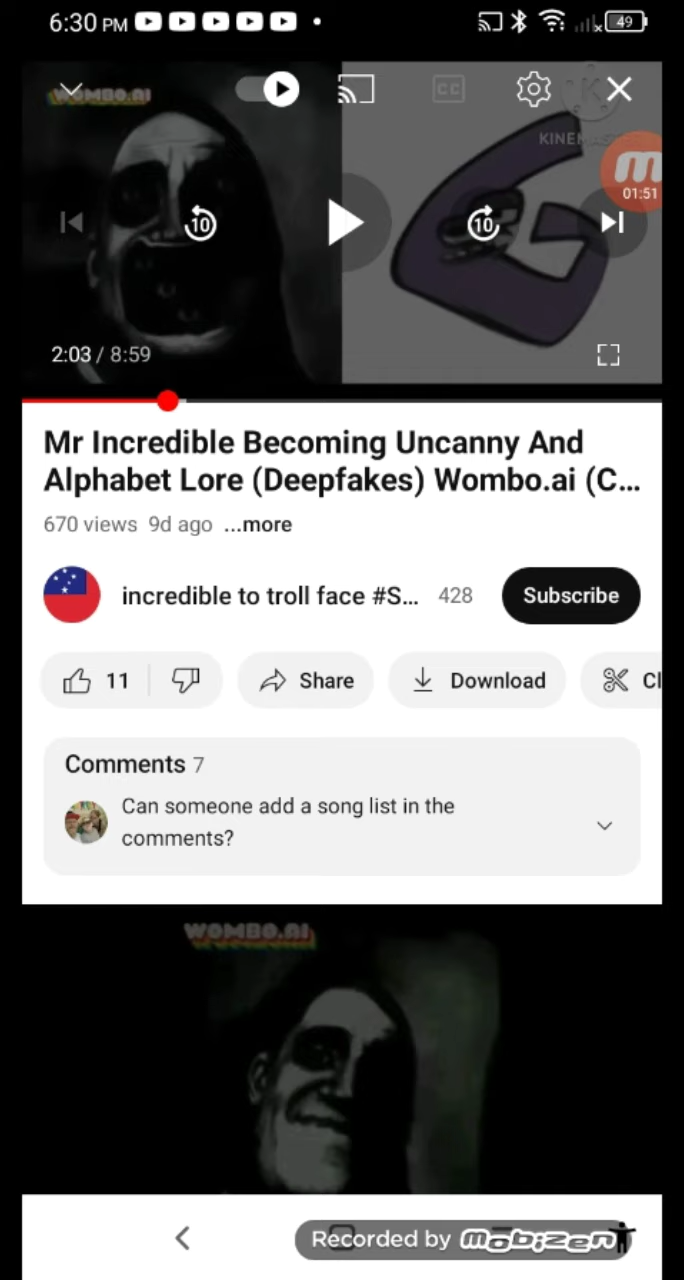 6:30 PM
49
WOMBO.AI
CC
KINEMAS
01:51
10
10
2:03 / 8:59
Mr Incredible Becoming Uncanny And
Alphabet Lore (Deepfakes) Wombo.ai (C...
670 views 9d ago ...more
incredible to troll face #S... 428
Subscribe
11
Share
Download
Cl
Comments 7
Can someone add a song list in the
comments?
WOMBO.AI
Recorded by mobizen